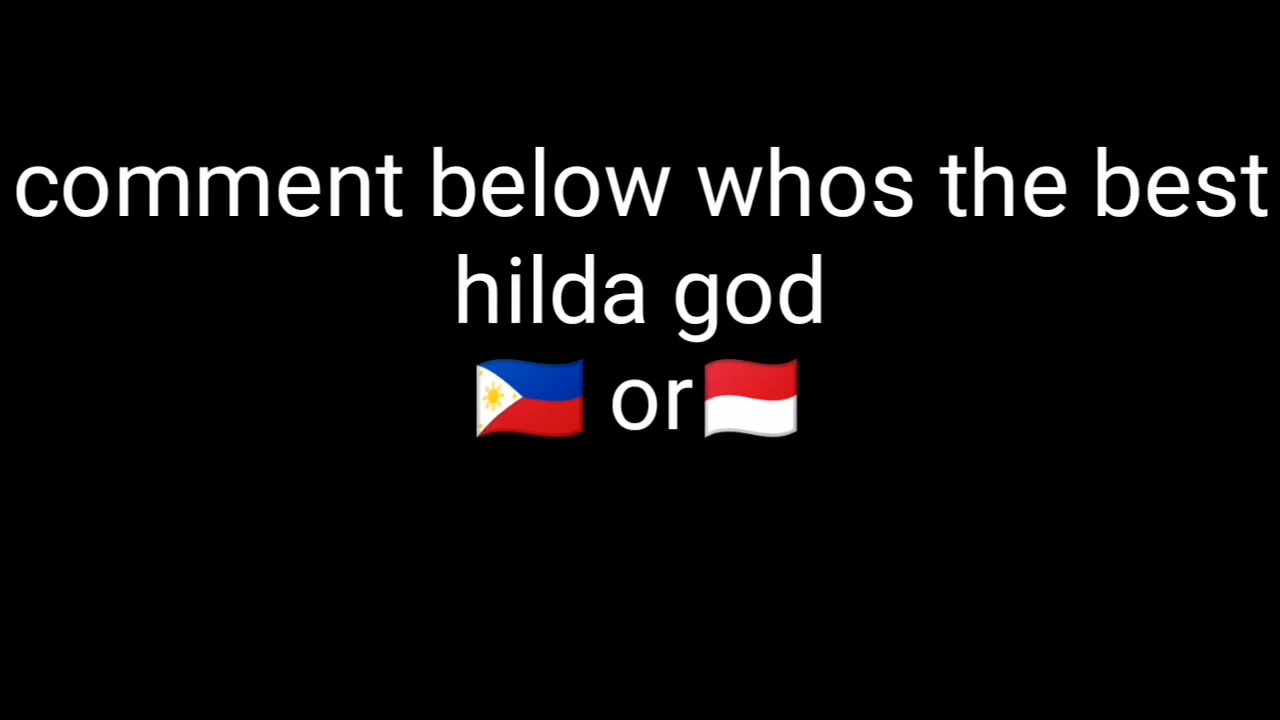 comment below whos the best
hilda god
🇵🇭 or🇮🇩